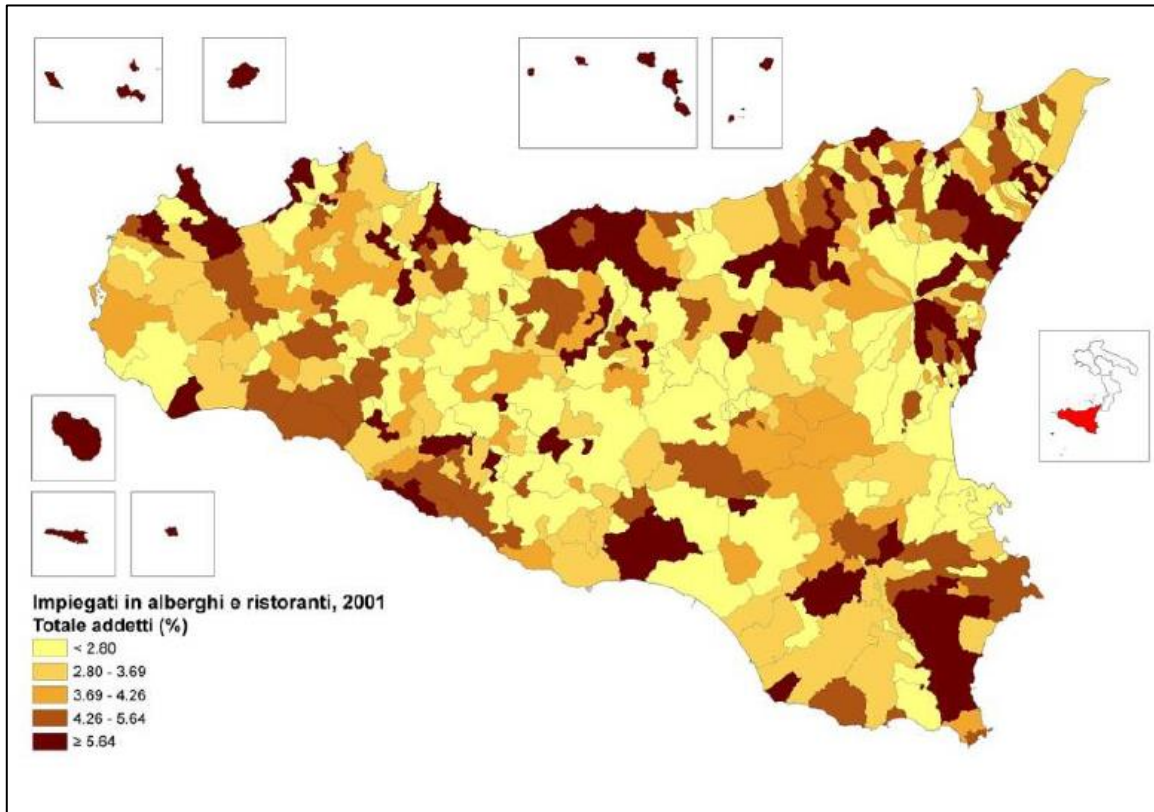 Impiegati in alberghi e ristoranti, 2001
Totale addetti (%)
< 2.80
2.80 - 3.69
3.69 - 4.26
4.26 - 5.64
≥ 5.64